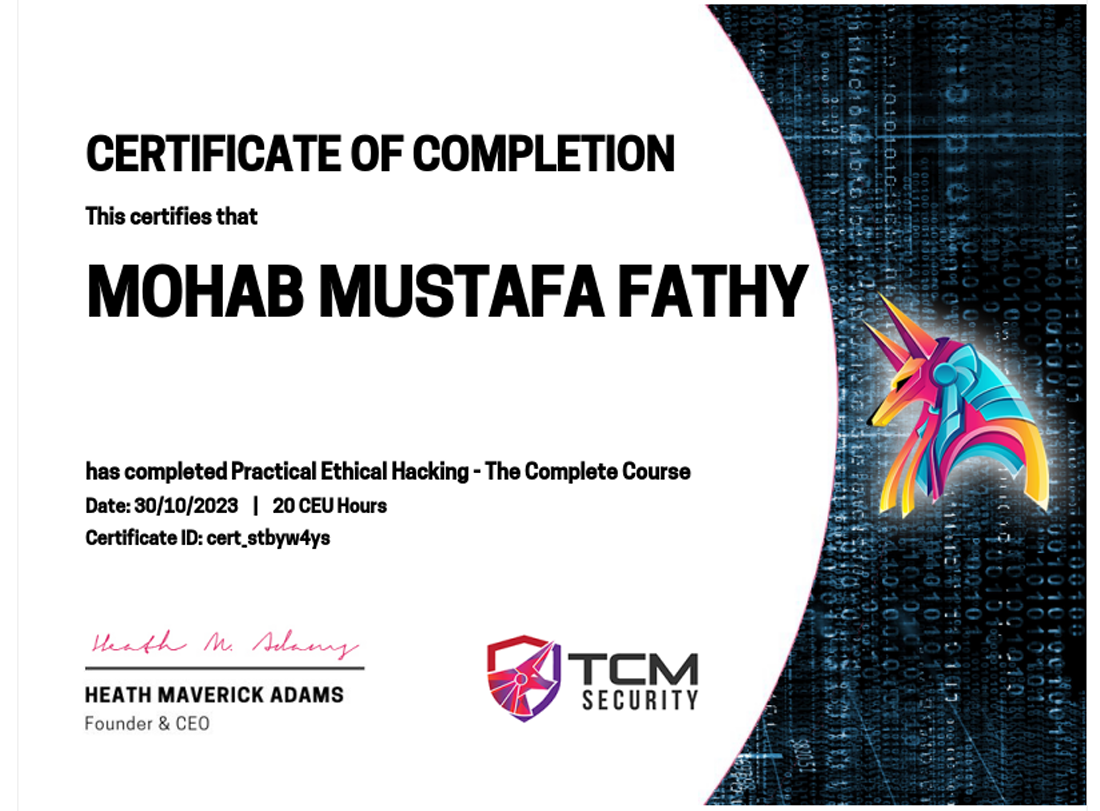 CERTIFICATE OF COMPLETION
This certifies that
MOHAB MUSTAFA FATHY
has completed Practical Ethical Hacking - The Complete Course
Date: 30/10/2023 | 20 CEU Hours
Certificate ID: cert_stbyw4ys
Heath M. Adams
HEATH MAVERICK ADAMS
Founder & CEO
TCM
SECURITY